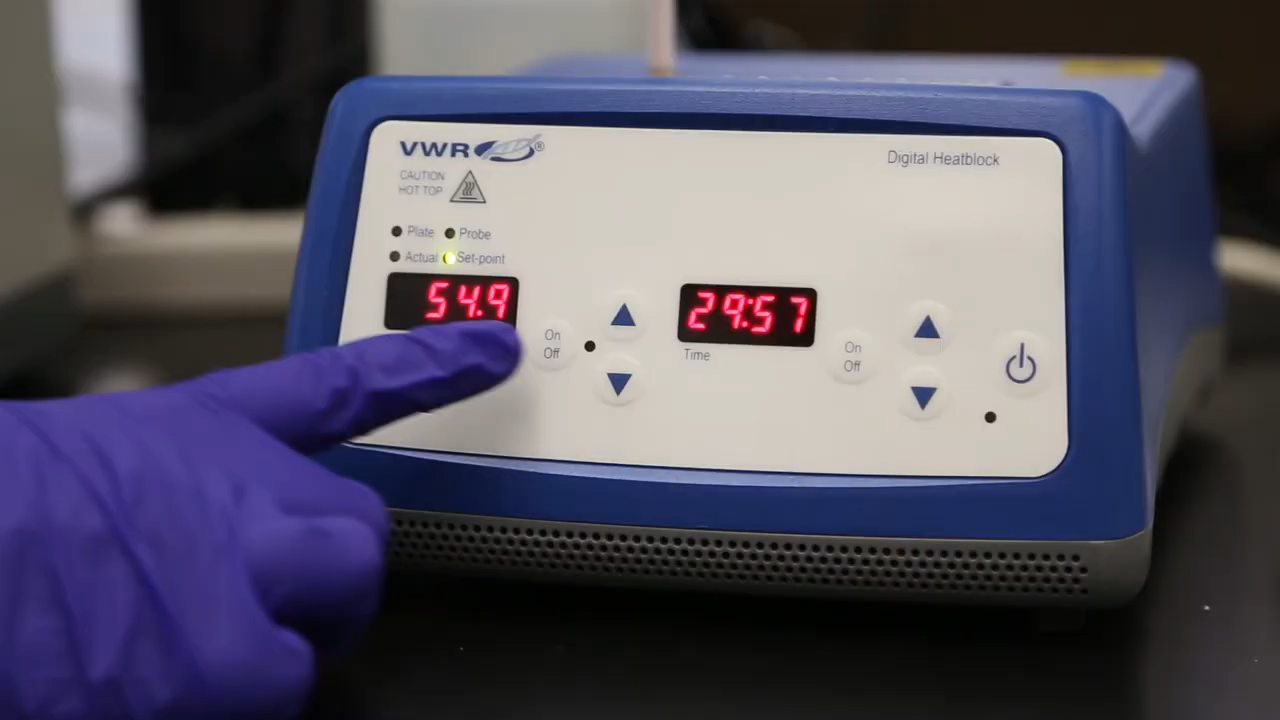 VWR®
Digital Heatblock
CAUTION
HOT TOP
Plate Probe
Actual Set-point
54.9
On
Off
29:57
Time
On
Off